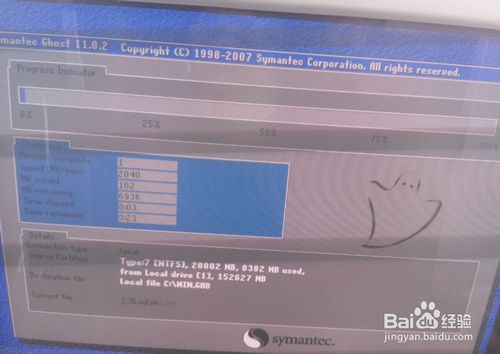 ymantec Ghost 11.0.2 Copyright (C) 1998-2007 Symantec Corporation. All rights reserved.
Progress Indicator
0% 25% 50% 75% 100%
Statistics
Percent complete 1
Speed (MB/min) 2040
MB copied 102
MB remaining 6936
Time elapsed 0:03
Time remaining 3:23
Details
Connection type Local
Source Partition Type:7 [NTFS], 20002 MB, 8382 MB used,
from Local drive [1], 152627 MB
Destination file Local file C:\WIN.GHO
Current file
symantec.
Baidu 经验
jingyan.baidu.com